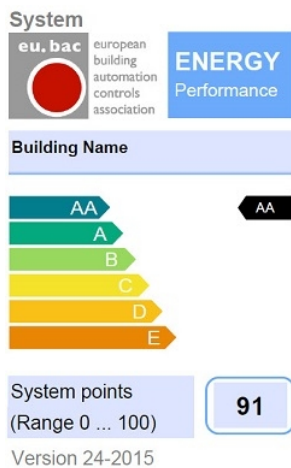 System
eu.bac
european
building
automation
controls
association
ENERGY
Performance
Building Name
AA
AA
A
B
C
D
E
System points
(Range 0 ... 100)
91
Version 24-2015